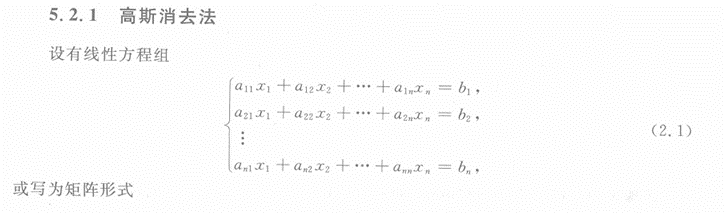 5.2.1 高斯消去法
设有线性方程组
a₁₁x₁ + a₁₂x₂ + ⋯ + a₁ₙxₙ = b₁,
a₂₁x₁ + a₂₂x₂ + ⋯ + a₂ₙxₙ = b₂,
⋮ (2.1)
aₙ₁x₁ + aₙ₂x₂ + ⋯ + aₙₙxₙ = bₙ,
或写为矩阵形式